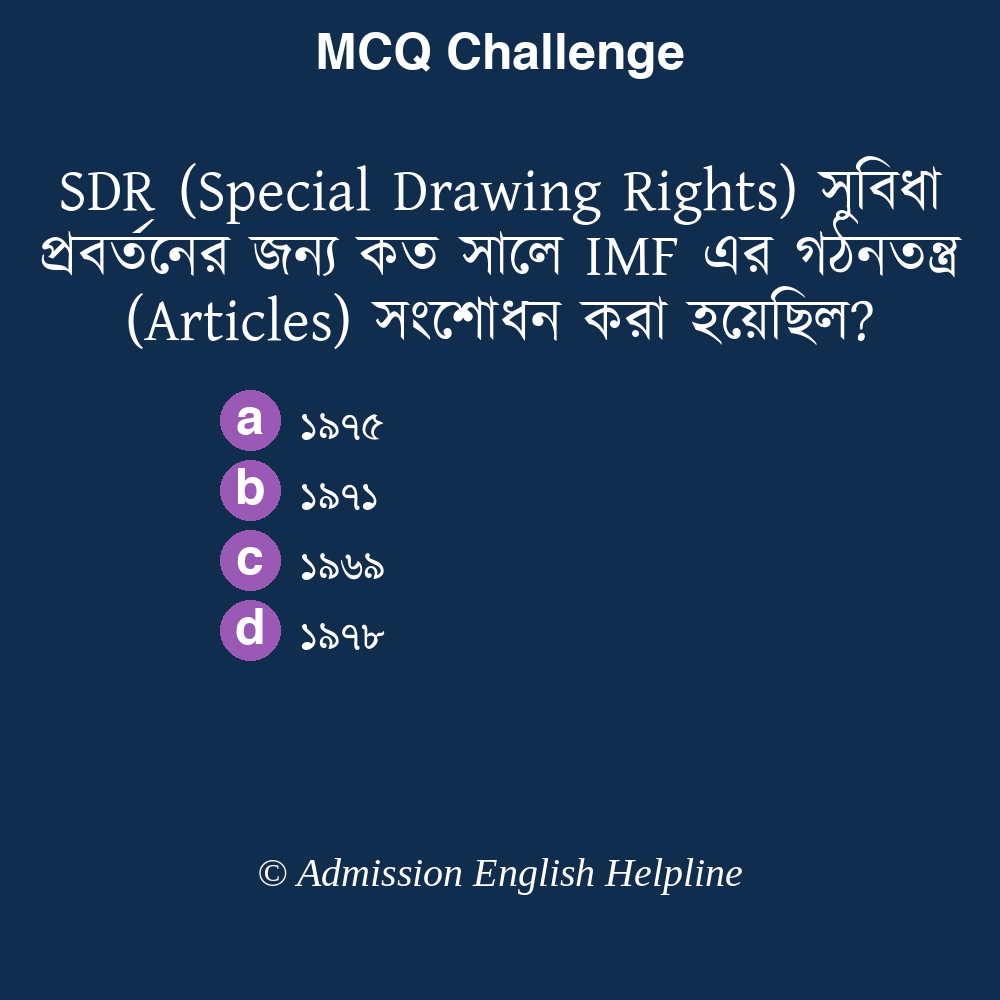 MCQ Challenge
SDR (Special Drawing Rights) সুবিধা
প্রবর্তনের জন্য কত সালে IMF এর গঠনতন্ত্র
(Articles) সংশোধন করা হয়েছিল?
a ১৯৭৫
b ১৯৭১
c ১৯৬৯
d ১৯৭৮
© Admission English Helpline